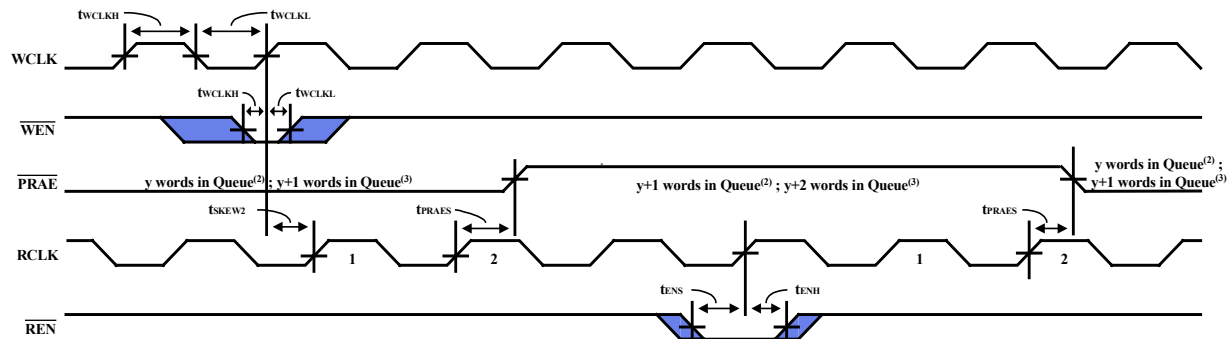 tWCLKH tWCLKL
WCLK
tWCLKH tWCLKL
WEN
PRAE
y words in Queue(2) ; y+1 words in Queue(3)
y+1 words in Queue(2) ; y+2 words in Queue(3)
y words in Queue(2) ;
y+1 words in Queue(3)
tSKEW2 tPRAES tPRAES
RCLK
1 2 1 2
tENS tENH
REN